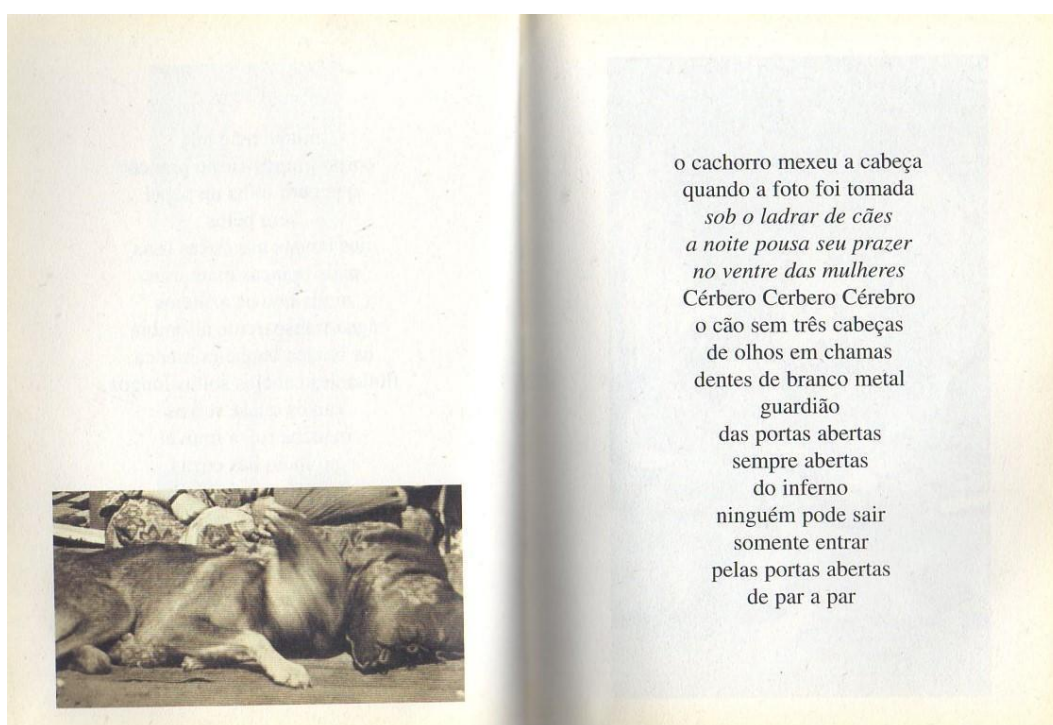 o cachorro mexeu a cabeça
quando a foto foi tomada
sob o ladrar de cães
a noite pousa seu prazer
no ventre das mulheres
Cérbero Cerbero Cérebro
o cão sem três cabeças
de olhos em chamas
dentes de branco metal
guardião
das portas abertas
sempre abertas
do inferno
ninguém pode sair
somente entrar
pelas portas abertas
de par a par